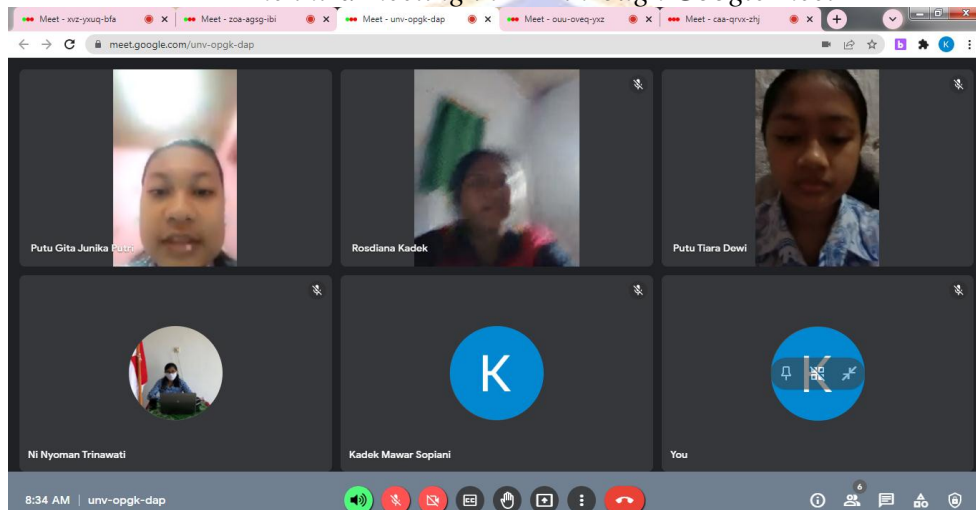 Meet - xvz-yxuq-bfa
Meet - zoa-agsg-ibi
Meet - unv-opgk-dap
Meet - ouu-oveq-yxz
Meet - caa-qrvx-zhj
meet.google.com/unv-opgk-dap
b
K
Putu Gita Junika Putri
Rosdiana Kadek
Putu Tiara Dewi
K
K
Ni Nyoman Trinawati
Kadek Mawar Sopiani
You
8:34 AM | unv-opgk-dap
CC
6